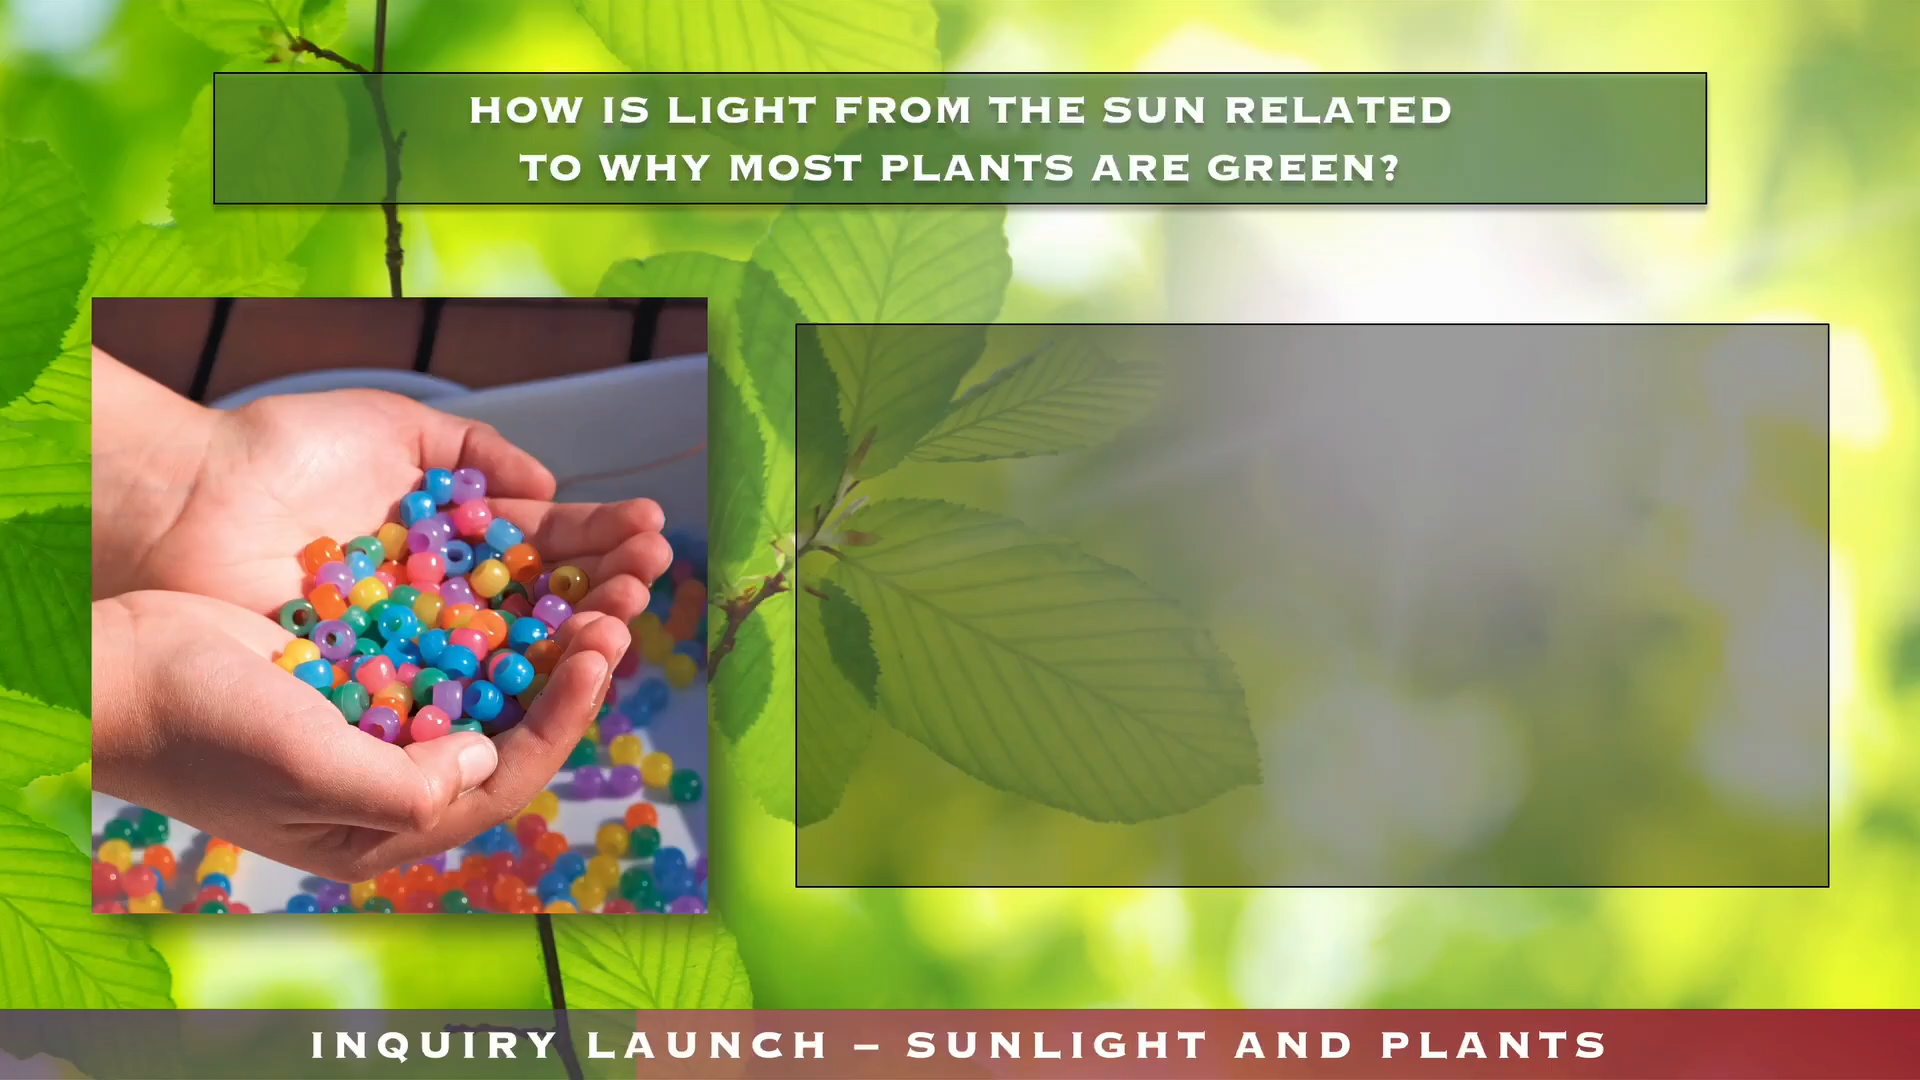 HOW IS LIGHT FROM THE SUN RELATED
TO WHY MOST PLANTS ARE GREEN?
INQUIRY LAUNCH – SUNLIGHT AND PLANTS